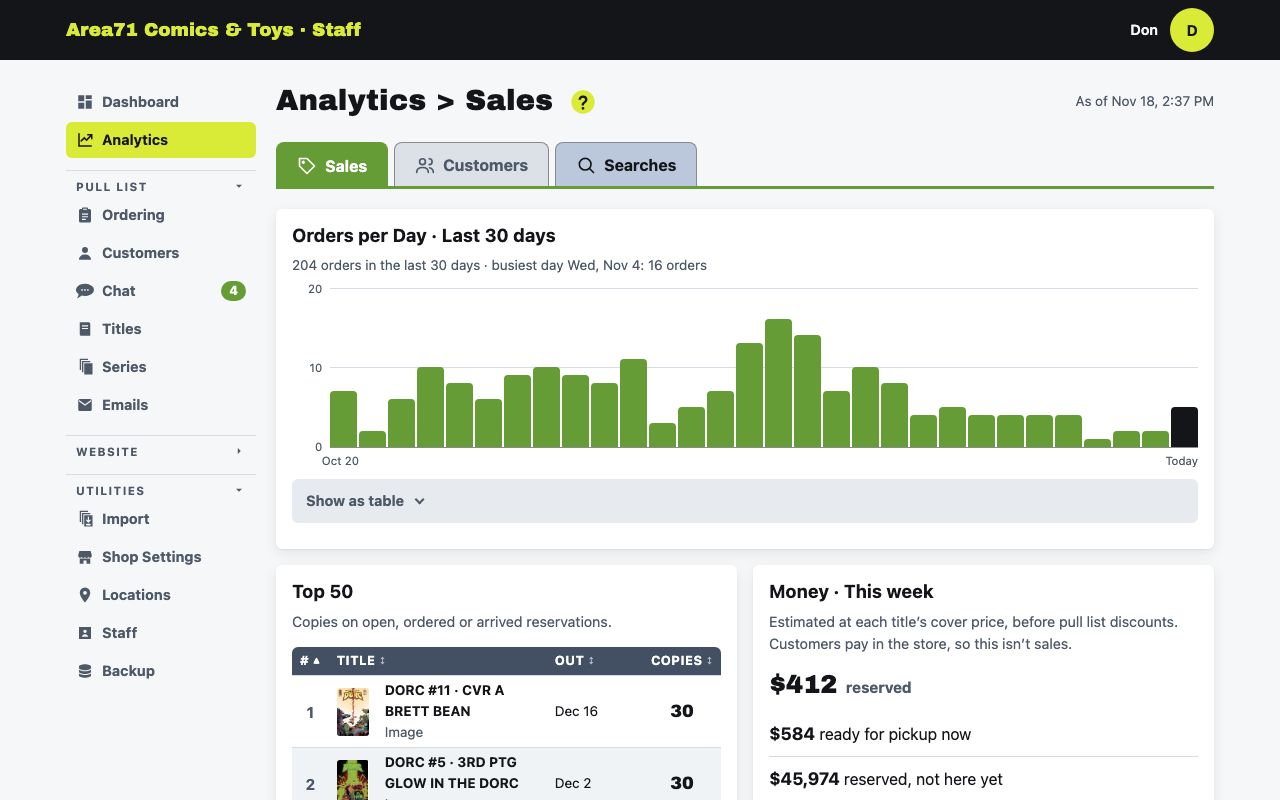 Area71 Comics & Toys · Staff
Don
D
Dashboard
Analytics
PULL LIST
Ordering
Customers
Chat
4
Titles
Series
Emails
WEBSITE
UTILITIES
Import
Shop Settings
Locations
Staff
Backup
Analytics > Sales
?
As of Nov 18, 2:37 PM
Sales
Customers
Searches
Orders per Day · Last 30 days
204 orders in the last 30 days · busiest day Wed, Nov 4: 16 orders
20
10
0
Oct 20
Today
Show as table
Top 50
Copies on open, ordered or arrived reservations.
# TITLE OUT COPIES
1
DORC #11 · CVR A
BRETT BEAN
Image
Dec 16
30
2
DORC #5 · 3RD PTG
GLOW IN THE DORC
Dec 2
30
Money · This week
Estimated at each title’s cover price, before pull list discounts.
Customers pay in the store, so this isn’t sales.
$412 reserved
$584 ready for pickup now
$45,974 reserved, not here yet